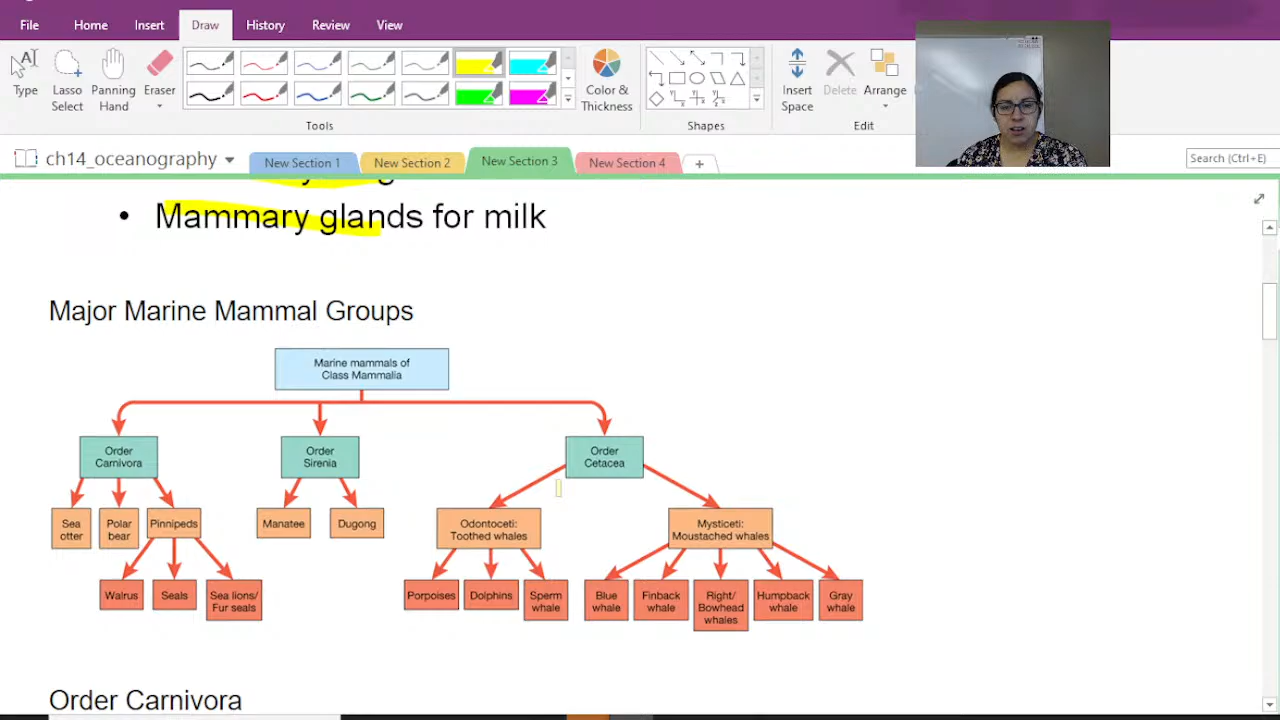 File Home Insert Draw History Review View
Type
Lasso
Select
Panning
Hand
Eraser
Color &
Thickness
Insert
Space
Delete
Arrange
Tools
Shapes
Edit
ch14_oceanography
New Section 1
New Section 2
New Section 3
New Section 4
Search (Ctrl+E)
• Mammary glands for milk
Major Marine Mammal Groups
Marine mammals of
Class Mammalia
Order
Carnivora
Order
Sirenia
Order
Cetacea
Sea
otter
Polar
bear
Pinnipeds
Manatee
Dugong
Odontoceti:
Toothed whales
Mysticeti:
Moustached whales
Walrus
Seals
Sea lions/
Fur seals
Porpoises
Dolphins
Sperm
whale
Blue
whale
Finback
whale
Right/
Bowhead
whales
Humpback
whale
Gray
whale
Order Carnivora